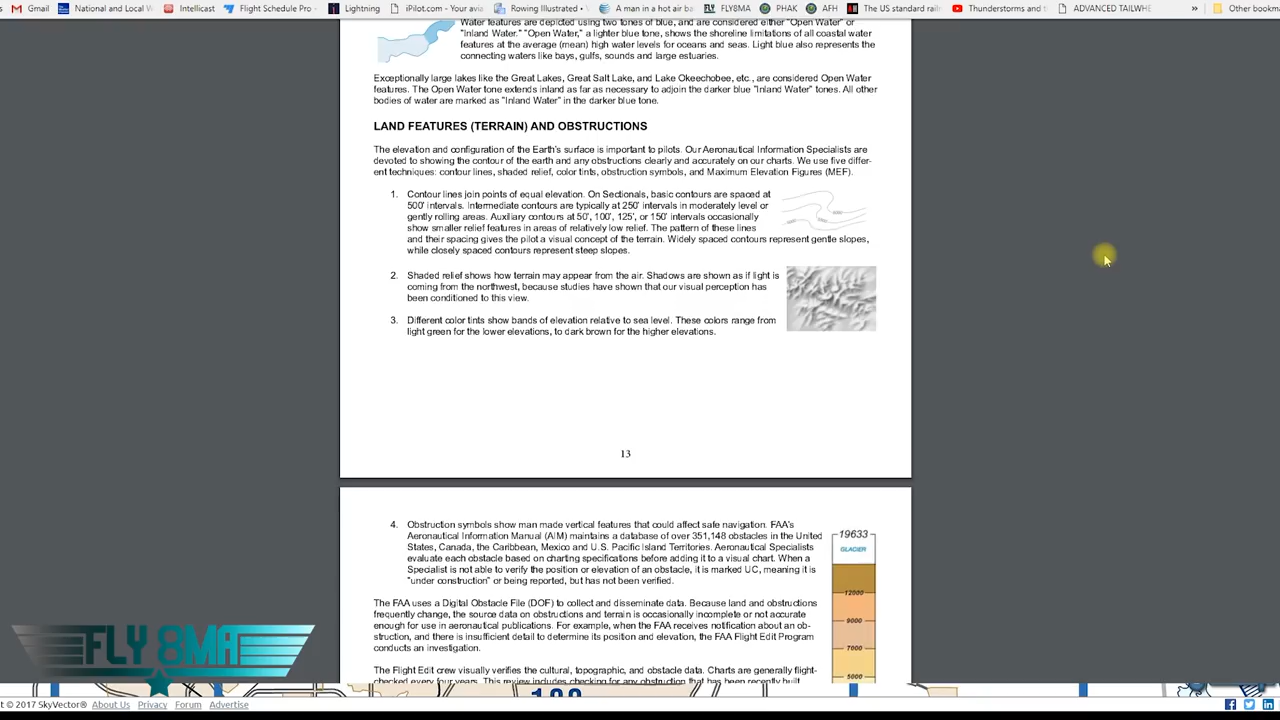 Gmail National and Local W Intellicast Flight Schedule Pro - Lightning iPilot.com - Your avia Rowing Illustrated • A man in a hot air ba FLY8MA PHAK AFH The US standard railr Thunderstorms and t ADVANCED TAILWHE » Other bookm
Water features are depicted using two tones of blue, and are considered either "Open Water" or
"Inland Water." "Open Water," a lighter blue tone, shows the shoreline limitations of all coastal water
features at the average (mean) high water levels for oceans and seas. Light blue also represents the
connecting waters like bays, gulfs, sounds and large estuaries.
Exceptionally large lakes like the Great Lakes, Great Salt Lake, and Lake Okeechobee, etc., are considered Open Water
features. The Open Water tone extends inland as far as necessary to adjoin the darker blue "Inland Water" tones. All other
bodies of water are marked as "Inland Water" in the darker blue tone.
LAND FEATURES (TERRAIN) AND OBSTRUCTIONS
The elevation and configuration of the Earth's surface is important to pilots. Our Aeronautical Information Specialists are
devoted to showing the contour of the earth and any obstructions clearly and accurately on our charts. We use five differ-
ent techniques: contour lines, shaded relief, color tints, obstruction symbols, and Maximum Elevation Figures (MEF).
1. Contour lines join points of equal elevation. On Sectionals, basic contours are spaced at
500' intervals. Intermediate contours are typically at 250' intervals in moderately level or
gently rolling areas. Auxiliary contours at 50', 100', 125', or 150' intervals occasionally
show smaller relief features in areas of relatively low relief. The pattern of these lines
and their spacing gives the pilot a visual concept of the terrain. Widely spaced contours represent gentle slopes,
while closely spaced contours represent steep slopes.
2. Shaded relief shows how terrain may appear from the air. Shadows are shown as if light is
coming from the northwest, because studies have shown that our visual perception has
been conditioned to this view.
3. Different color tints show bands of elevation relative to sea level. These colors range from
light green for the lower elevations, to dark brown for the higher elevations.
13
4. Obstruction symbols show man made vertical features that could affect safe navigation. FAA's
Aeronautical Information Manual (AIM) maintains a database of over 351,148 obstacles in the United
States, Canada, the Caribbean, Mexico and U.S. Pacific Island Territories. Aeronautical Specialists
evaluate each obstacle based on charting specifications before adding it to a visual chart. When a
Specialist is not able to verify the position or elevation of an obstacle, it is marked UC, meaning it is
"under construction" or being reported, but has not been verified.
19633
GLACIER
12000
9000
7000
5000
The FAA uses a Digital Obstacle File (DOF) to collect and disseminate data. Because land and obstructions
frequently change, the source data on obstructions and terrain is occasionally incomplete or not accurate
enough for use in aeronautical publications. For example, when the FAA receives notification about an ob-
struction, and there is insufficient detail to determine its position and elevation, the FAA Flight Edit Program
conducts an investigation.
The Flight Edit crew visually verifies the cultural, topographic, and obstacle data. Charts are generally flight-
checked every four years. This review includes checking for any obstruction that has been recently built,
FLY8MA
t © 2017 SkyVector® About Us Privacy Forum Advertise